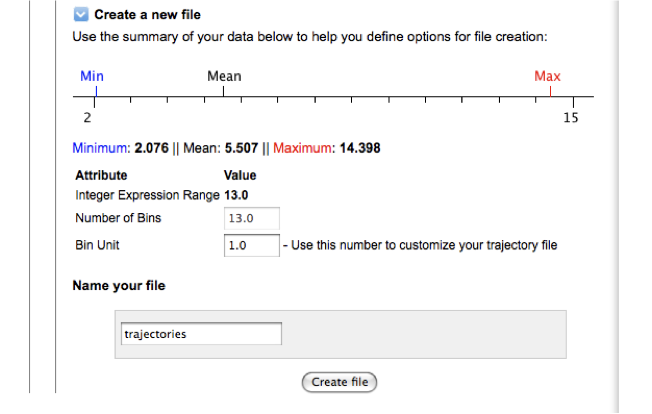 Create a new file
Use the summary of your data below to help you define options for file creation:
Min Mean Max
2 15
Minimum: 2.076 || Mean: 5.507 || Maximum: 14.398
Attribute Value
Integer Expression Range 13.0
Number of Bins 13.0
Bin Unit 1.0 - Use this number to customize your trajectory file
Name your file
trajectories
Create file